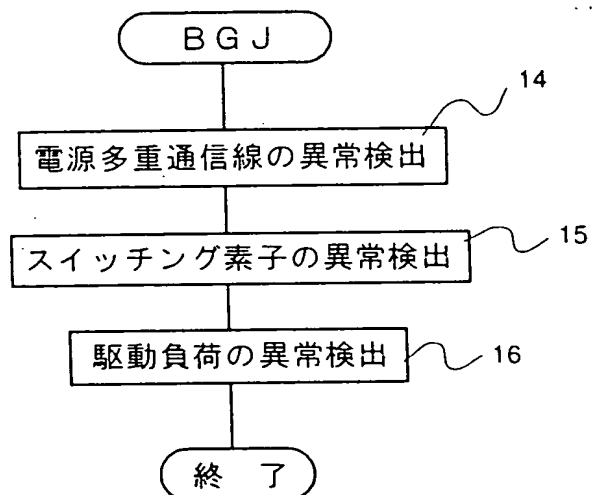 BGJ
14
電源多重通信線の異常検出
スイッチング素子の異常検出
15
駆動負荷の異常検出
16
終 了